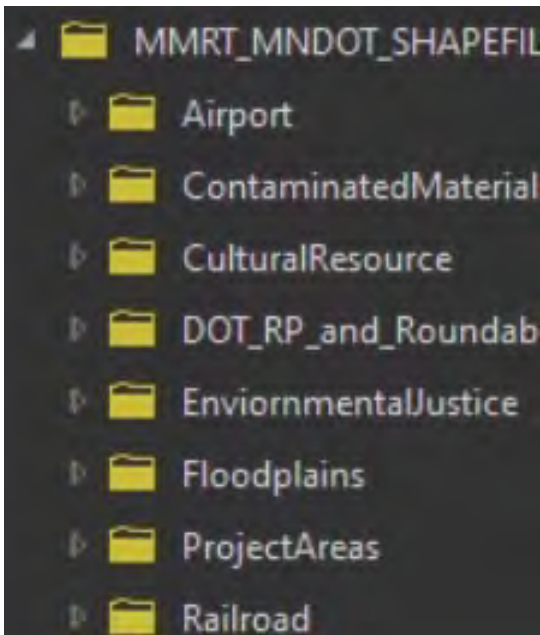 MMRT_MNDOT_SHAPEFIL
Airport
ContaminatedMaterial
CulturalResource
DOT_RP_and_Roundab
EnviornmentalJustice
Floodplains
ProjectAreas
Railroad